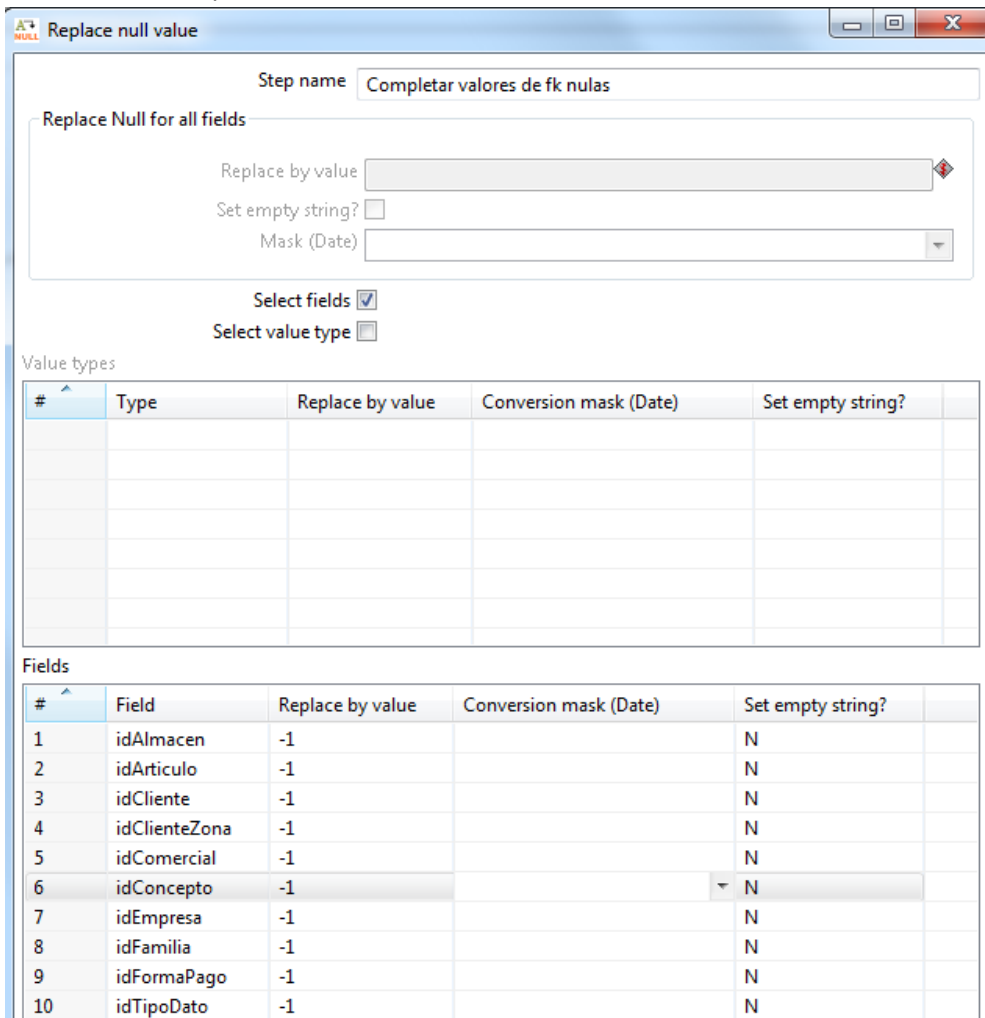 A
NULL
Replace null value
Step name Completar valores de fk nulas
Replace Null for all fields
Replace by value $
Set empty string?
Mask (Date)
Select fields
Select value type
Value types
# Type Replace by value Conversion mask (Date) Set empty string?
Fields
# Field Replace by value Conversion mask (Date) Set empty string?
1 idAlmacen -1 N
2 idArticulo -1 N
3 idCliente -1 N
4 idClienteZona -1 N
5 idComercial -1 N
6 idConcepto -1 N
7 idEmpresa -1 N
8 idFamilia -1 N
9 idFormaPago -1 N
10 idTipoDato -1 N